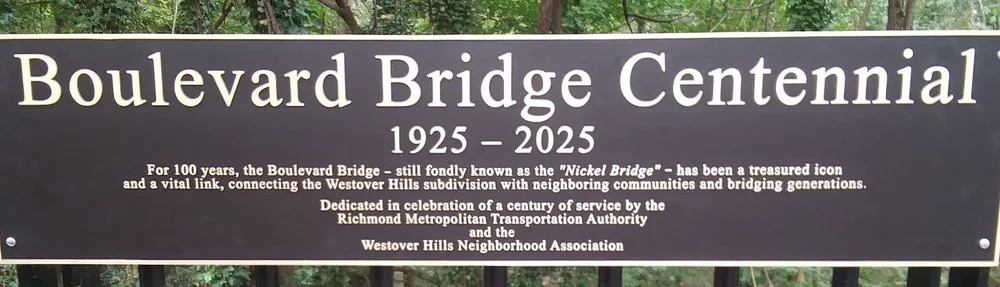 Boulevard Bridge Centennial
1925 – 2025
For 100 years, the Boulevard Bridge – still fondly known as the "Nickel Bridge" – has been a treasured icon
and a vital link, connecting the Westover Hills subdivision with neighboring communities and bridging generations.
Dedicated in celebration of a century of service by the
Richmond Metropolitan Transportation Authority
and the
Westover Hills Neighborhood Association